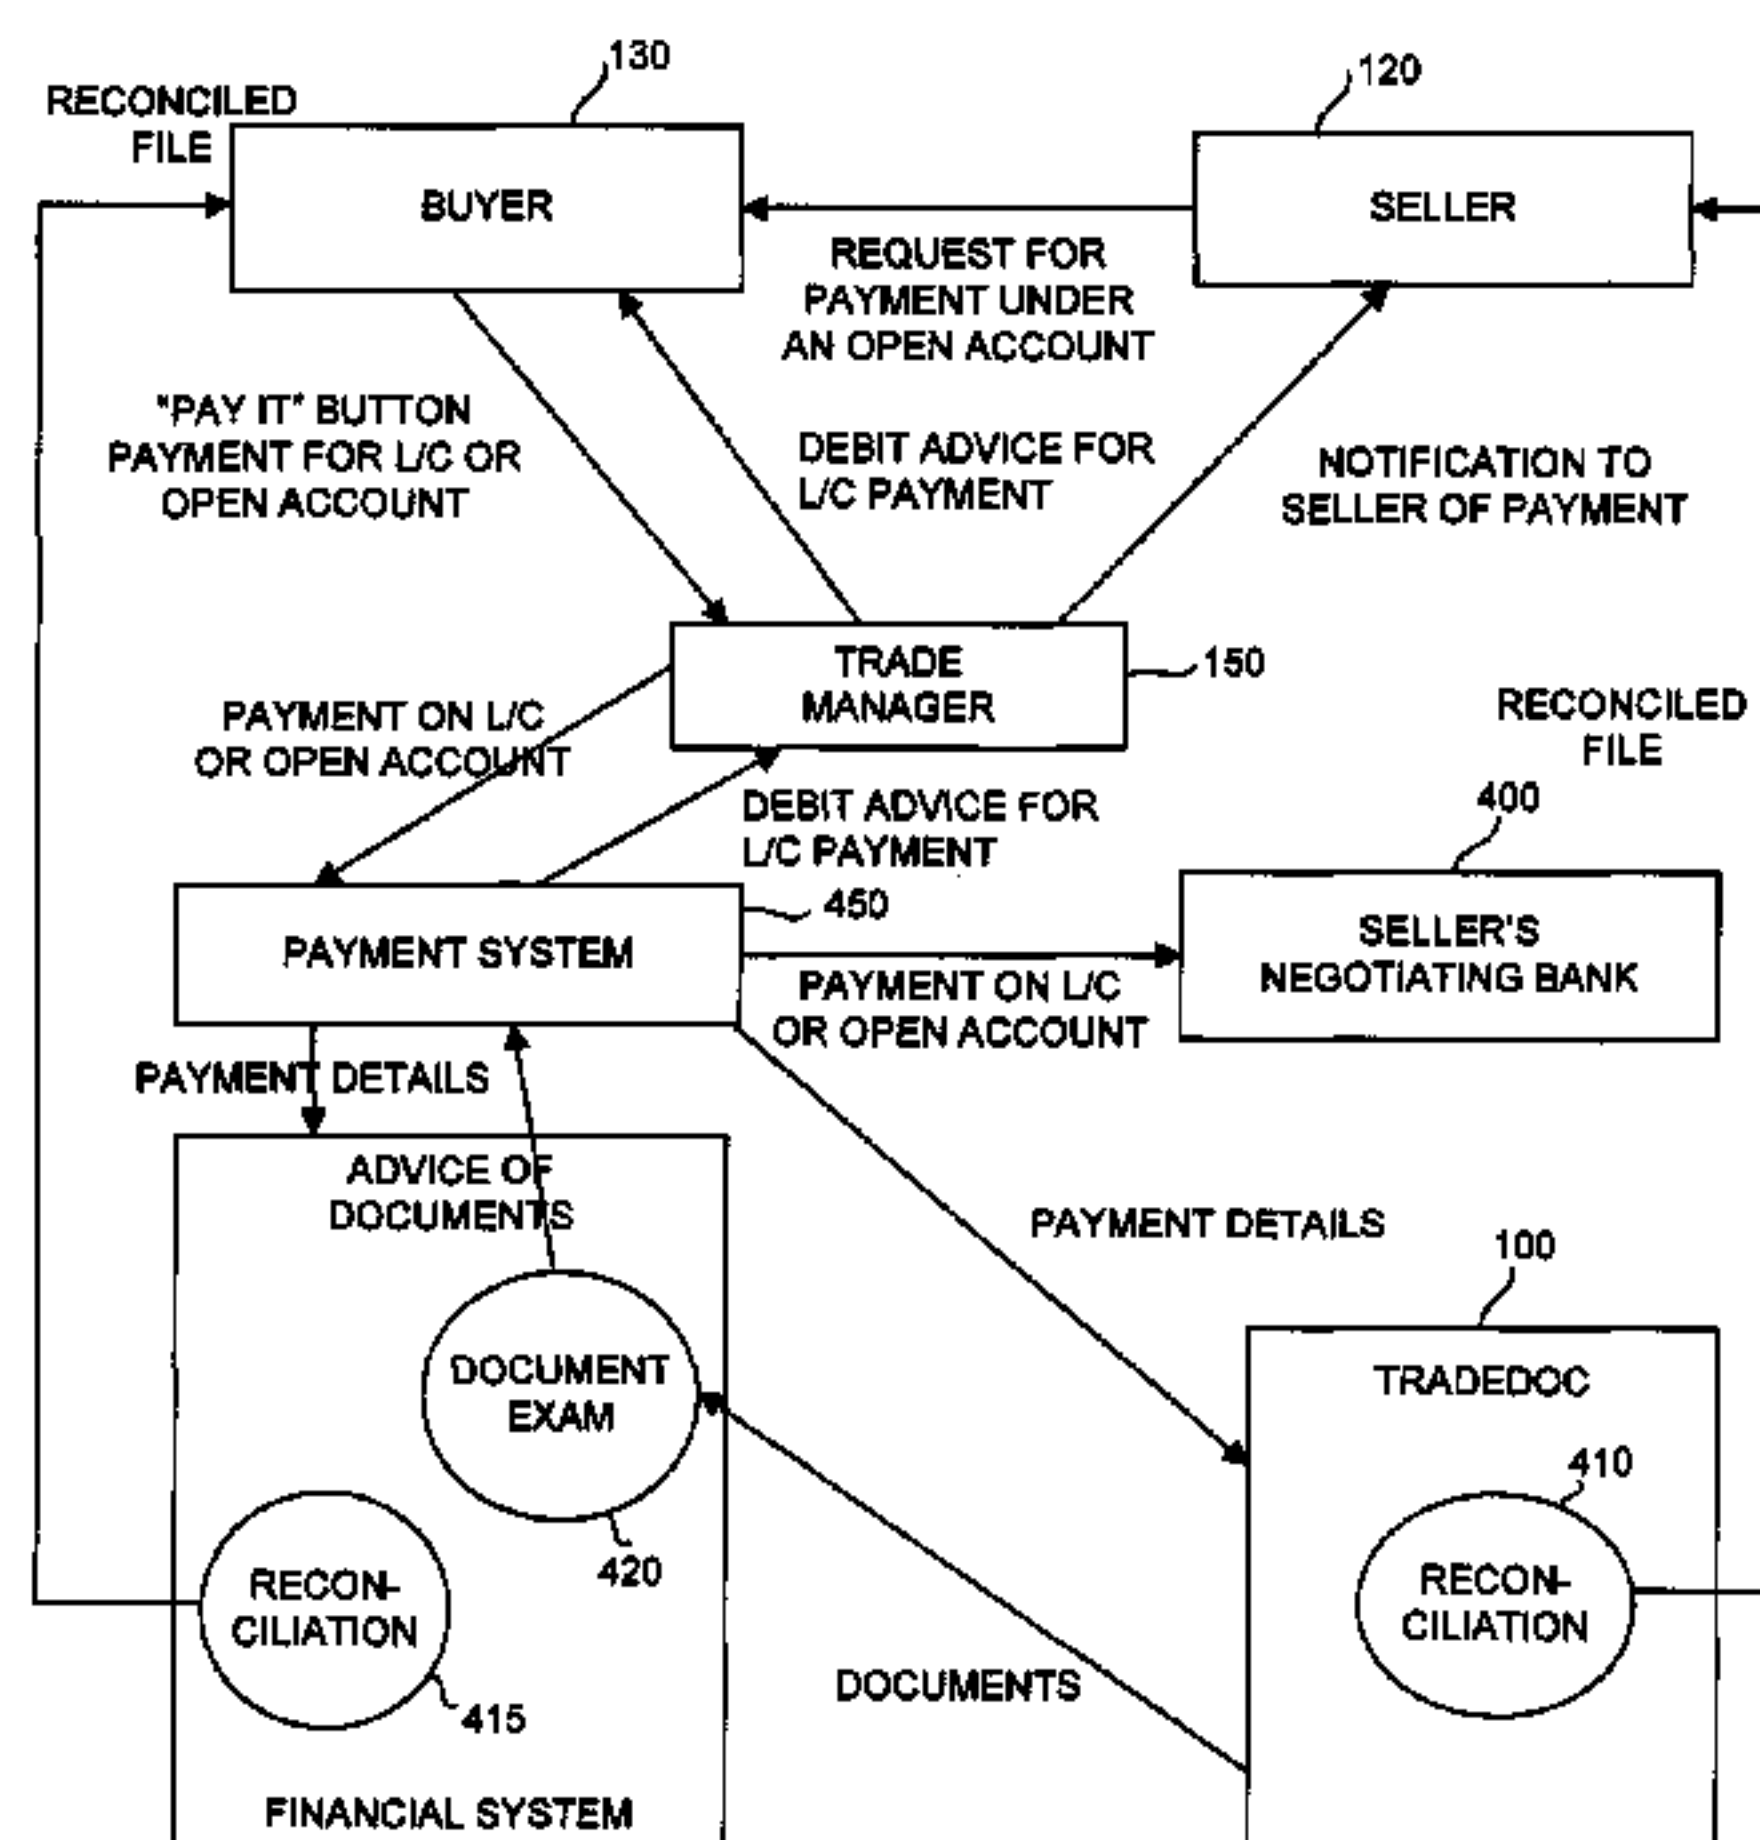 130
120
RECONCILED
FILE
BUYER
SELLER
REQUEST FOR
PAYMENT UNDER
AN OPEN ACCOUNT
"PAY IT" BUTTON
PAYMENT FOR L/C OR
OPEN ACCOUNT
DEBIT ADVICE FOR
L/C PAYMENT
NOTIFICATION TO
SELLER OF PAYMENT
TRADE
MANAGER
150
PAYMENT ON L/C
OR OPEN ACCOUNT
RECONCILED
FILE
DEBIT ADVICE FOR
L/C PAYMENT
400
450
PAYMENT SYSTEM
SELLER'S
NEGOTIATING BANK
PAYMENT ON L/C
OR OPEN ACCOUNT
PAYMENT DETAILS
ADVICE OF
DOCUMENTS
PAYMENT DETAILS
100
DOCUMENT
EXAM
TRADEDOC
410
420
RECON-
CILIATION
RECON-
CILIATION
DOCUMENTS
415
FINANCIAL SYSTEM